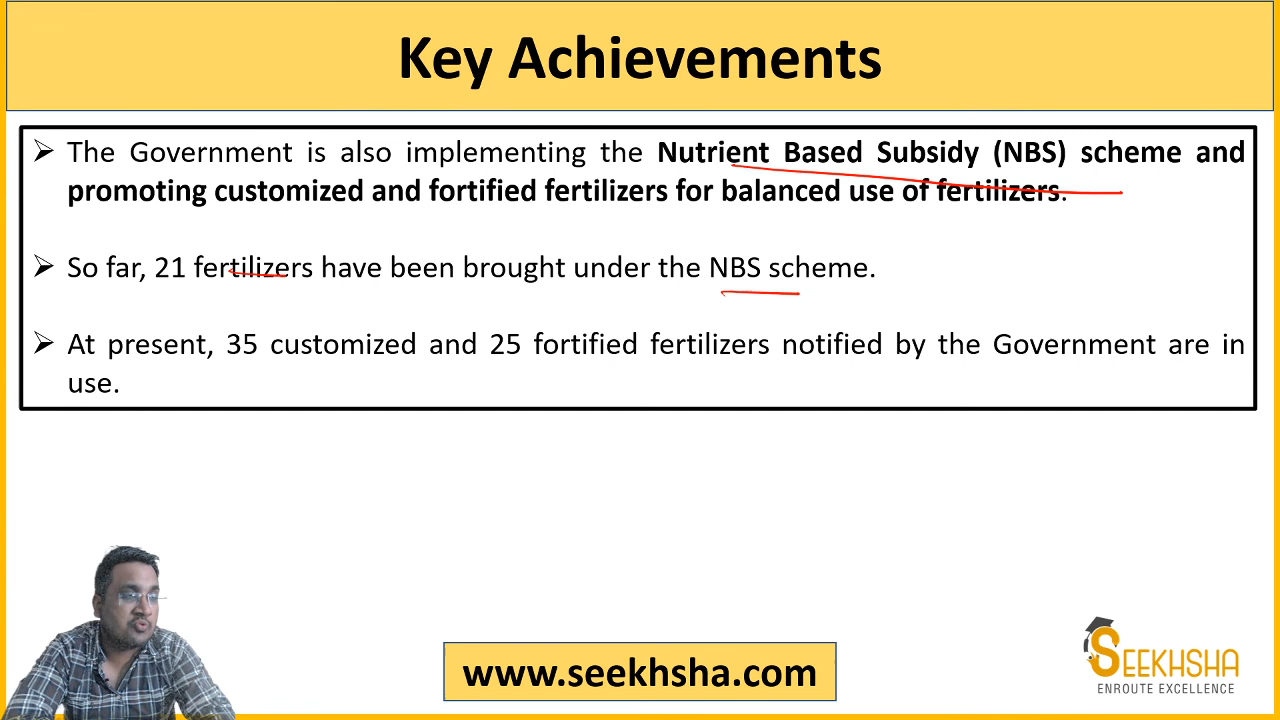 Key Achievements
➢ The Government is also implementing the Nutrient Based Subsidy (NBS) scheme and
promoting customized and fortified fertilizers for balanced use of fertilizers.
➢ So far, 21 fertilizers have been brought under the NBS scheme.
➢ At present, 35 customized and 25 fortified fertilizers notified by the Government are in
use.
www.seekhsha.com
SEEKHSHA
ENROUTE EXCELLENCE